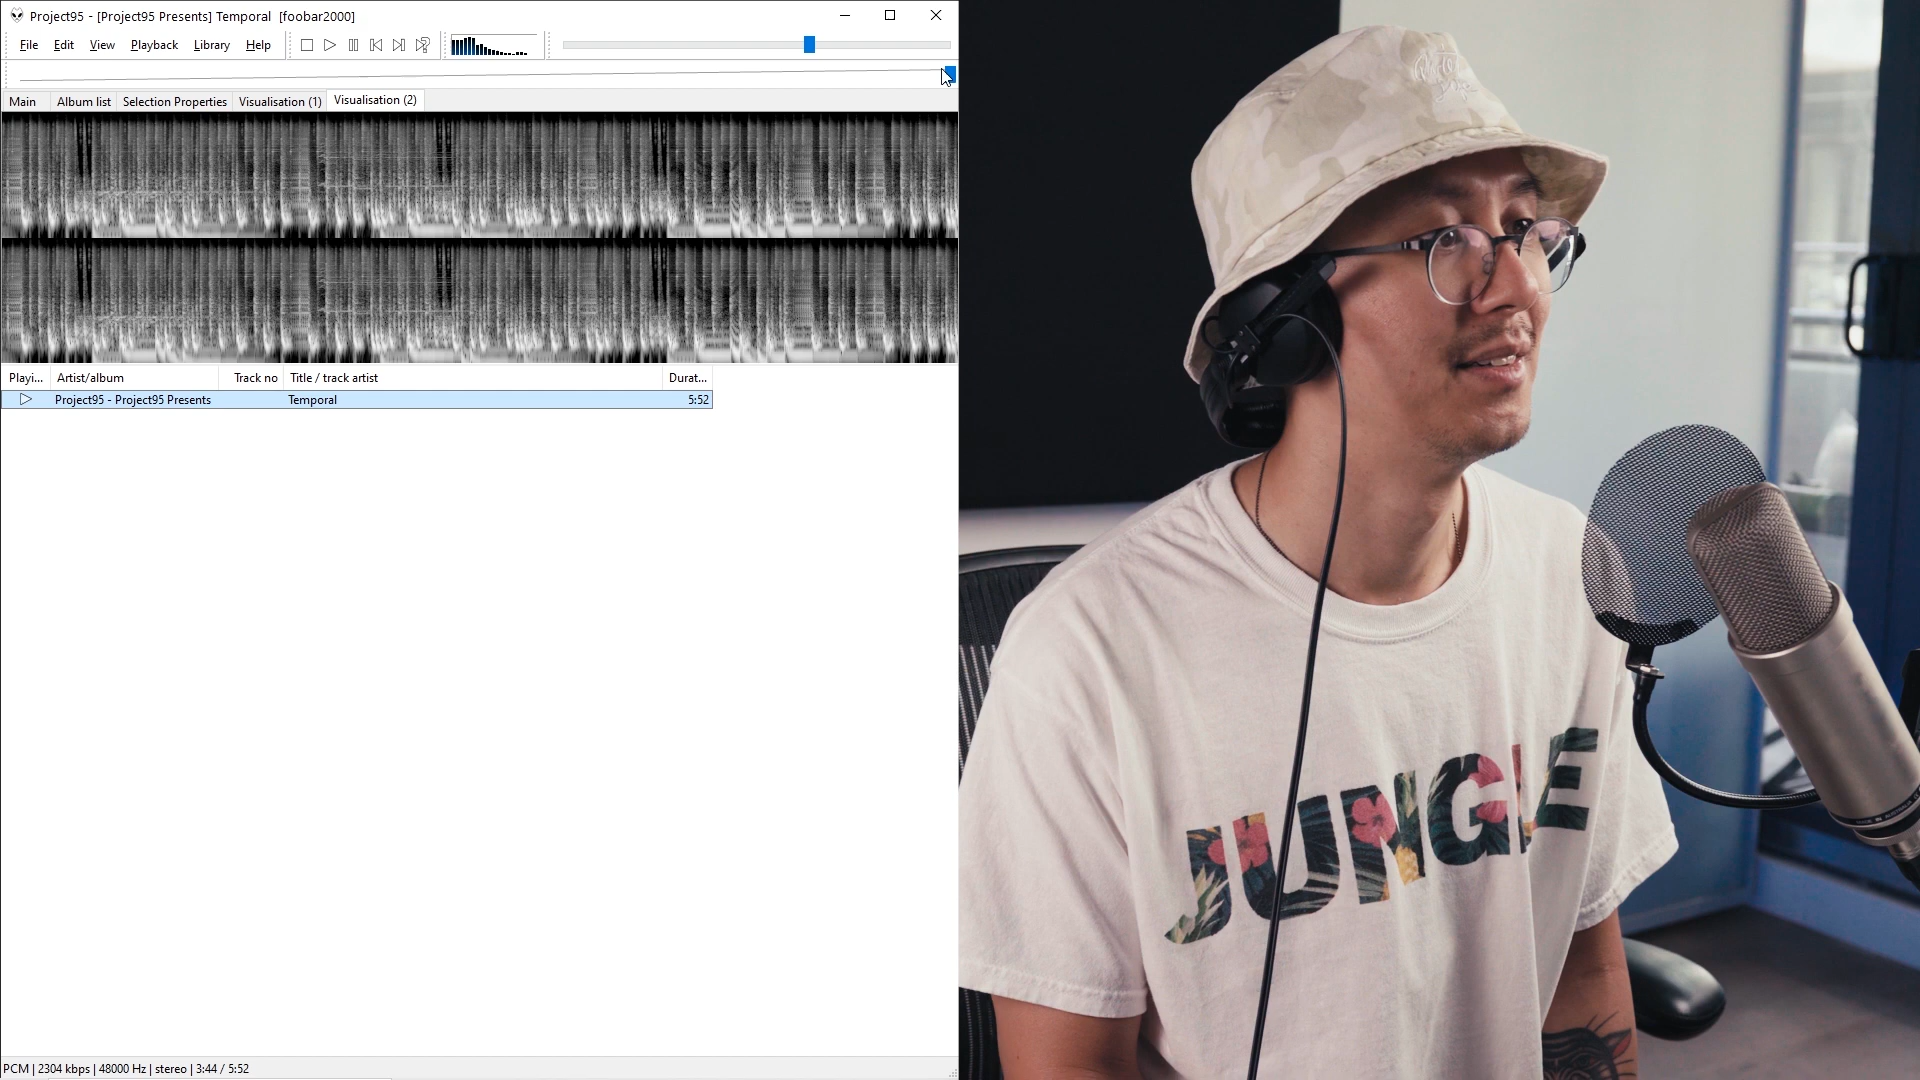 Project95 - [Project95 Presents] Temporal  [foobar2000]
File Edit View Playback Library Help
Main Album list Selection Properties Visualisation (1) Visualisation (2)
Playi... Artist/album Track no Title / track artist Durat...
Project95 - Project95 Presents Temporal 5:52
PCM | 2304 kbps | 48000 Hz | stereo | 3:44 / 5:52
JUNGLE